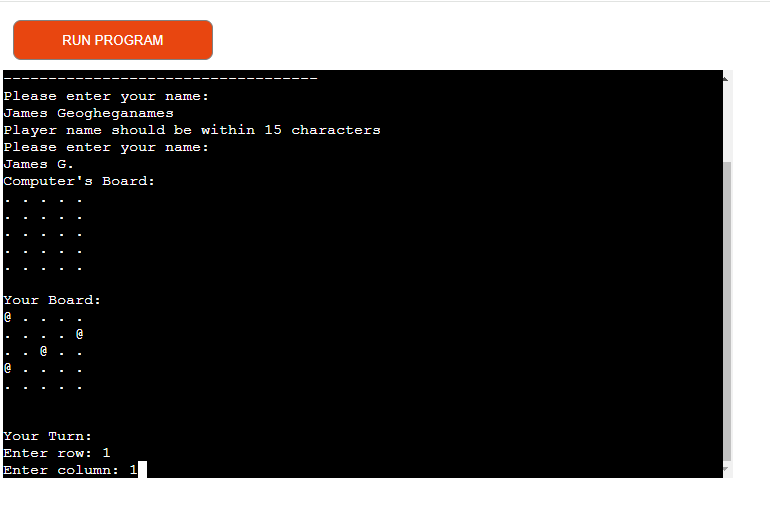 RUN PROGRAM
-----------------------------------
Please enter your name:
James Geogheganames
Player name should be within 15 characters
Please enter your name:
James G.
Computer's Board:
. . . . .
. . . . .
. . . . .
. . . . .
. . . . .
Your Board:
@ . . . .
. . . . @
. . @ . .
@ . . . .
. . . . .
Your Turn:
Enter row: 1
Enter column: 1